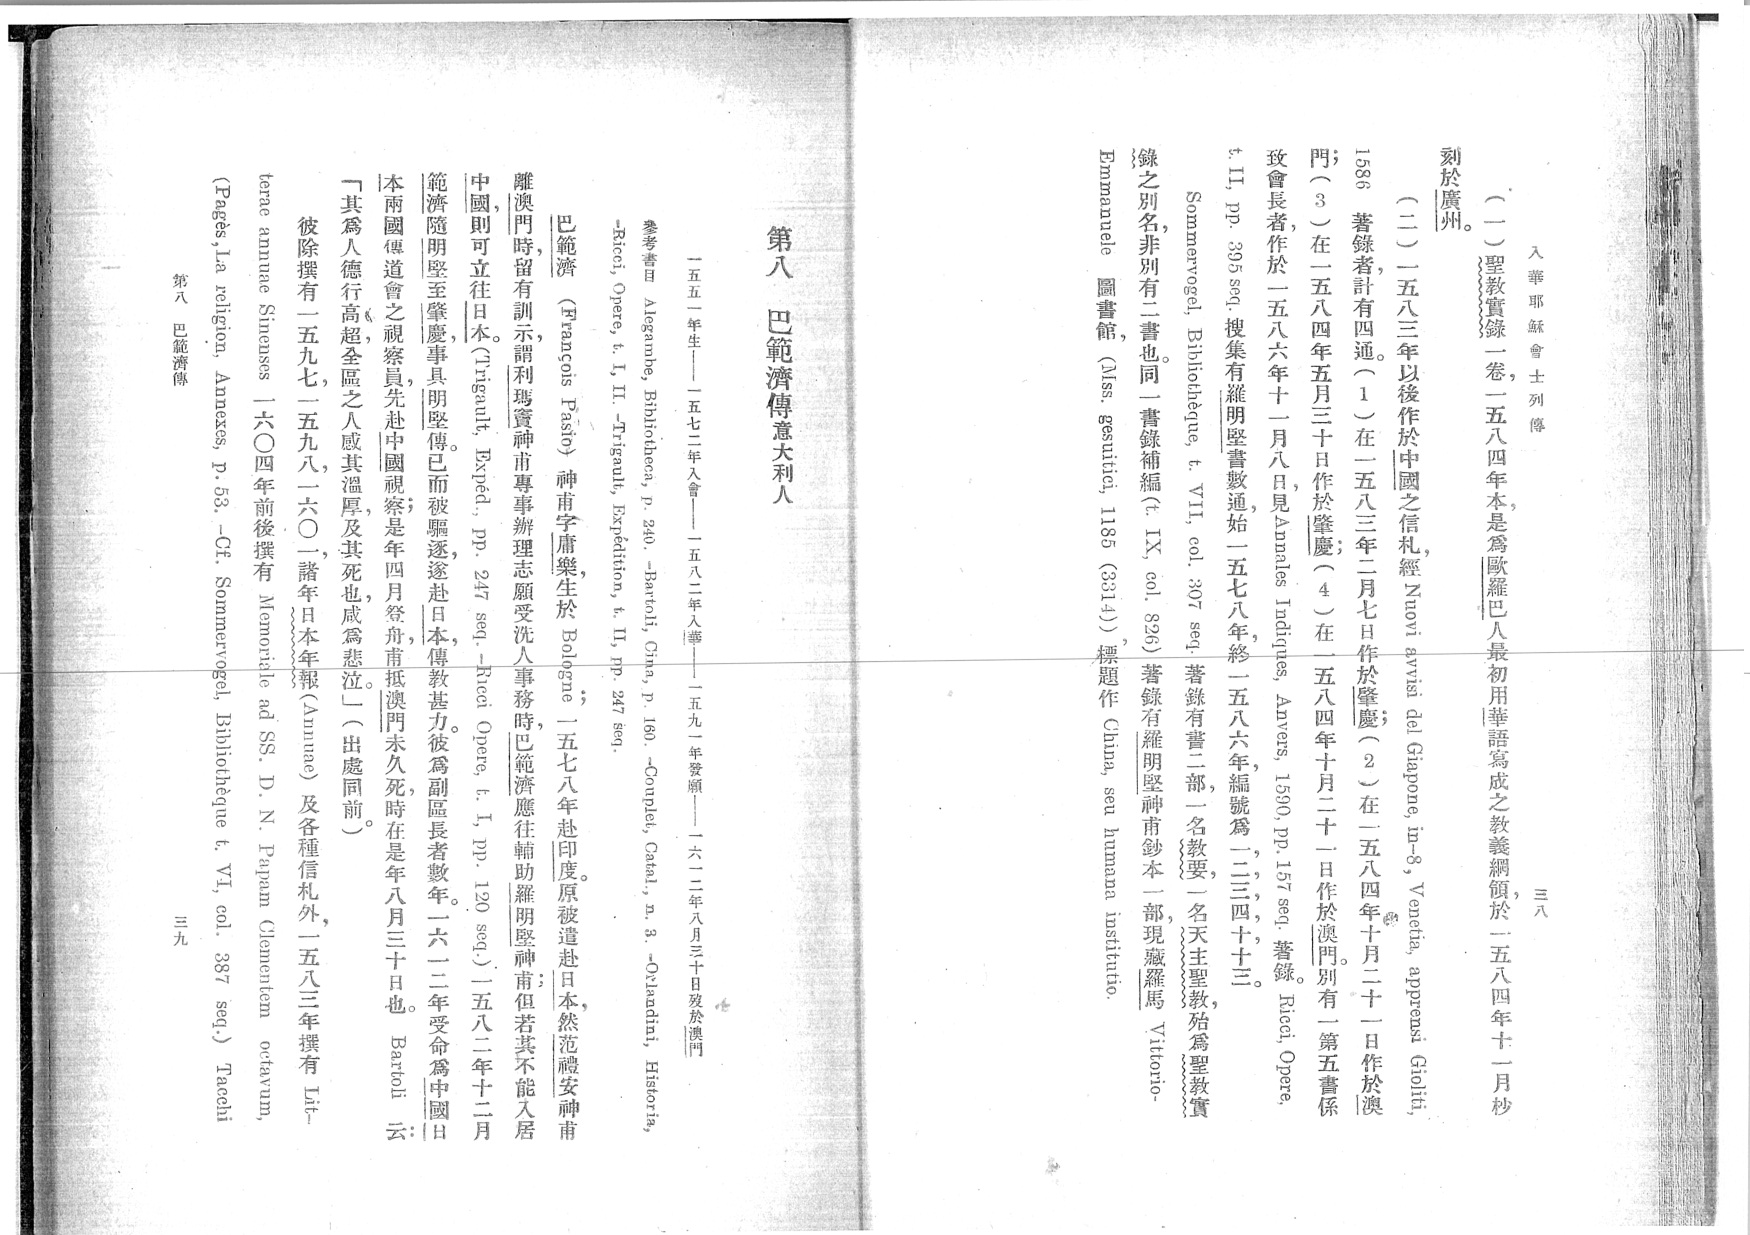 入華耶穌會士列傳
三八
(一)聖教實錄一卷,一五八四年本,是爲歐羅巴人最初用華語寫成之教義綱領,於一五八四年十一月杪
刻於廣州。
(二)一五八三年以後作於中國之信札,經Nuovi avvisi del Giapone, in-8, Venetia, apprensi Gioliti,
1586 著錄者,計有四通。(1)在一五八三年二月七日作於肇慶;(2)在一五八四年十月二十一日作於澳
門;(3)在一五八四年五月三十日作於肇慶;(4)在一五八四年十月二十一日作於澳門。別有一第五書係
致會長者,作於一五八六年十一月八日,見Annales Indiques, Anvers, 1590, pp. 157 seq. 著錄。Ricci, Opere,
t. II, pp. 395 seq. 搜集有羅明堅書數通,始一五七八年,終一五八六年,編號爲一,二,三,四,十,十三。
Sommervogel, Bibliothèque, t. VII, col. 307 seq. 著錄有書二部,一名教要,一名天主聖教,殆爲聖教實
錄之別名,非別有二書也。同一書錄補編(t. IX, col. 826)著錄有羅明堅神甫鈔本一部,現藏羅馬 Vittorio-
Emmanuele 圖書館,(Mss. gesuitici, 1185 (3314)),標題作 China, seu humana institutio.
第八 巴範濟傳 意大利人
一五五一年生——一五七二年入會——一五八二年入華——一五九一年發願——一六一二年八月三十日歿於澳門
參考書目 Alegambe, Bibliotheca, p. 240. -Bartoli, Cina, p. 160. -Couplet, Catal., n. 3. -Orlandini, Historia,
-Ricci, Opere, t. I, II. -Trigault, Expédition, t. II, pp. 247 seq.
巴範濟 (François Pasio) 神甫字庸樂,生於 Bologne;一五七八年赴印度。原被遣赴日本,然范禮安神甫
離澳門時,留有訓示,謂利瑪竇神甫專事辦理志願受洗人事務時,巴範濟應往輔助羅明堅神甫;但若其不能入居
中國,則可立往日本。(Trigault, Expéd., pp. 247 seq. -Ricci Opere, t. I, pp. 120 seq.)一五八二年十二月
範濟隨明堅至肇慶,事具明堅傳。已而被驅逐,遂赴日本,傳教甚力。彼爲副區長者數年。一六一二年受命爲中國日
本兩國傳道會之視察員,先赴中國視察;是年四月登舟,甫抵澳門未久死,時在是年八月三十日也。 Bartoli 云:
「其爲人德行高超,全區之人感其溫厚,及其死也,咸爲悲泣。」(出處同前。)
彼除撰有一五九七,一五九八,一六〇一,諸年日本年報(Annuae)及各種信札外,一五八三年撰有 Lit-
terae annuae Sinenses 一六〇四年前後撰有 Memoriale ad SS. D. N. Papam Clementem octavum,
(Pagès, La religion, Annexes, p. 53. -Cf. Sommervogel, Bibliothèque t. VI, col. 387 seq.) Tacchi
第八 巴範濟傳
三九